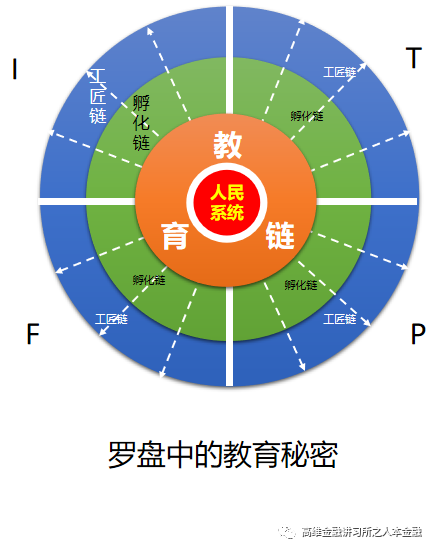 I
T
工匠链
工匠链
孵化链
孵化链
教
人民
系统
育
链
孵化链
孵化链
工匠链
工匠链
F
P
罗盘中的教育秘密
高维金融讲习所之人本金融